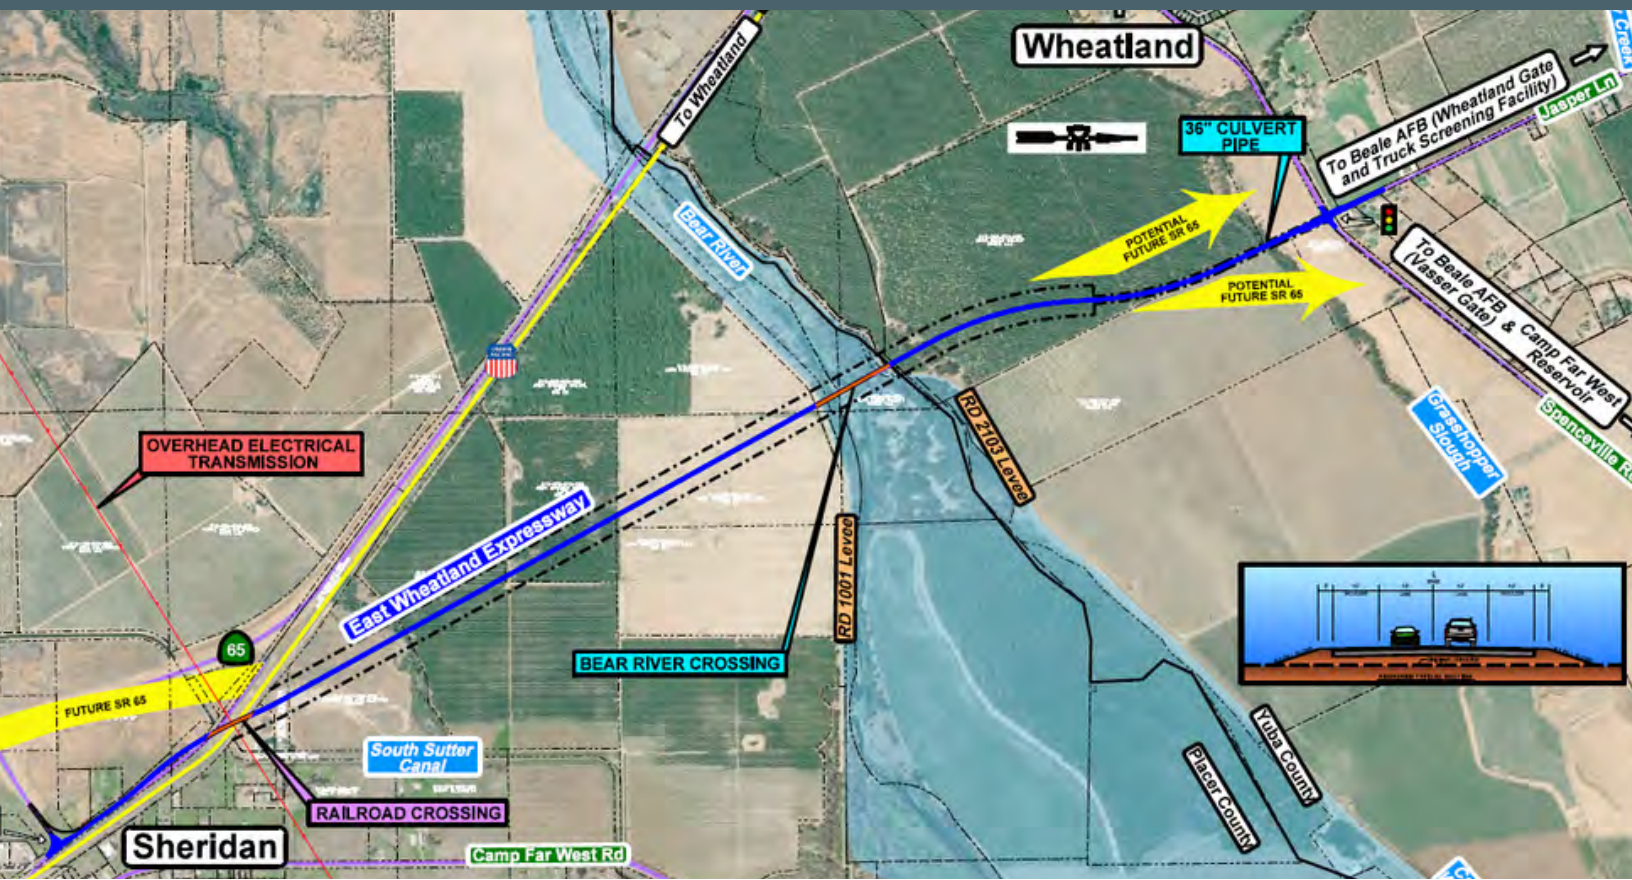 Wheatland
To Wheatland
To Beale AFB (Wheatland Gate
and Truck Screening Facility)
Jasper Ln
36" CULVERT
PIPE
POTENTIAL
FUTURE SR 65
POTENTIAL
FUTURE SR 65
To Beale AFB & Camp Far West
(Vasser Gate) Reservoir
Spenceville Rd
Grasshopper
Slough
Bear River
RD 2103 Levee
RD 1001 Levee
OVERHEAD ELECTRICAL
TRANSMISSION
East Wheatland Expressway
BEAR RIVER CROSSING
65
FUTURE SR 65
South Sutter
Canal
RAILROAD CROSSING
Sheridan
Camp Far West Rd
Yuba County
Placer County